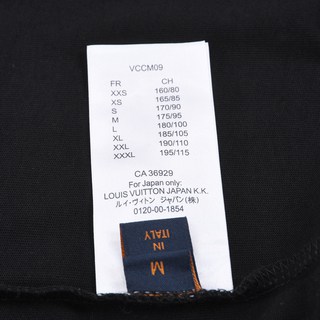 VCCM09
FR CH
XXS 160/80
XS 165/85
S 170/90
M 175/95
L 180/100
XL 185/105
XXL 190/110
XXXL 195/115
CA 36929
For Japan only:
LOUIS VUITTON JAPAN K.K.
ルイ・ヴィトン ジャパン(株)
0120-00-1854
IN
ITALY
M